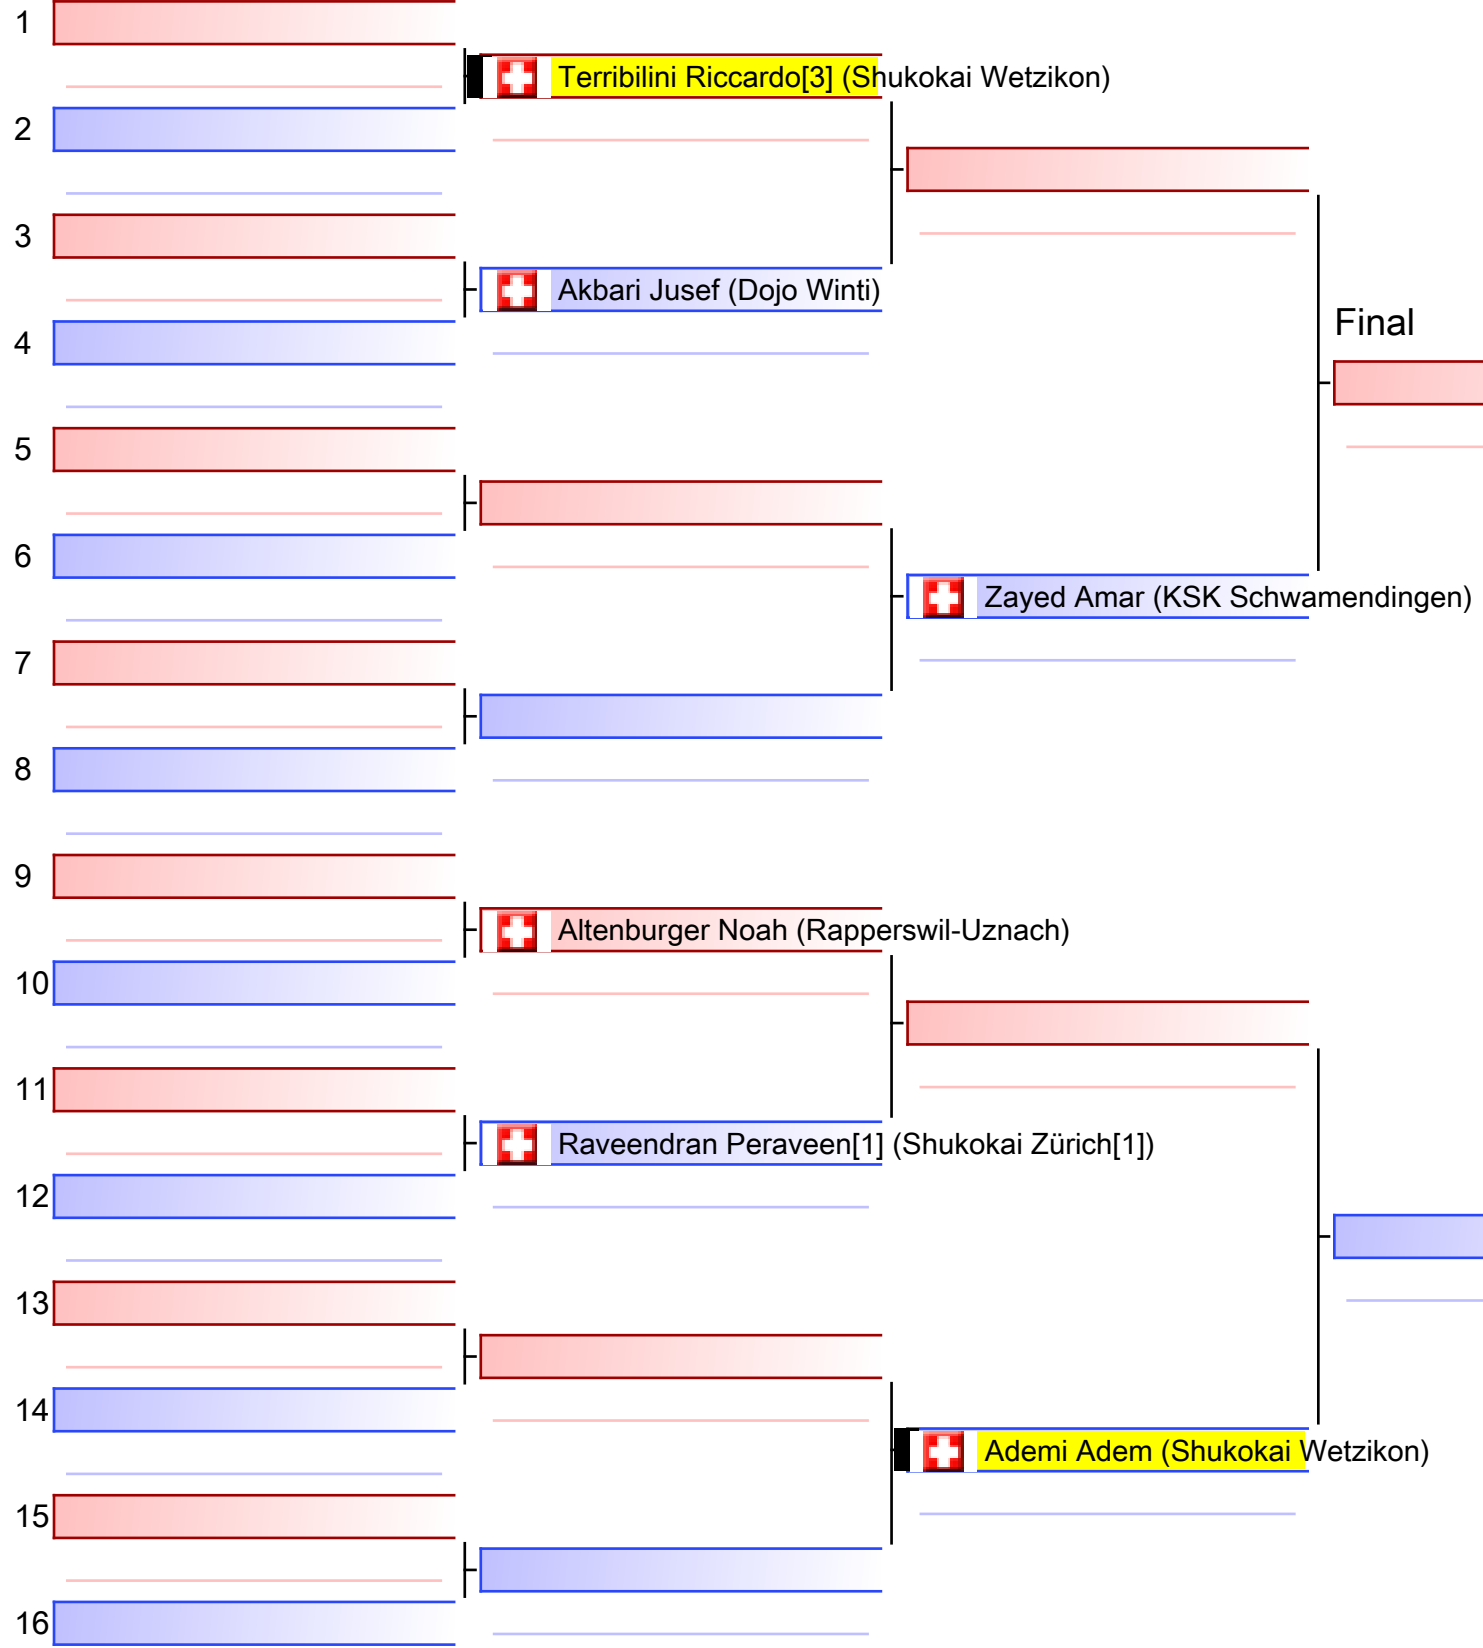 1
Terribilini Riccardo[3] (Shukokai Wetzikon)
2
3
Akbari Jusef (Dojo Winti)
Final
4
5
6
Zayed Amar (KSK Schwamendingen)
7
8
9
Altenburger Noah (Rapperswil-Uznach)
10
11
Raveendran Peraveen[1] (Shukokai Zürich[1])
12
13
14
Ademi Adem (Shukokai Wetzikon)
15
16